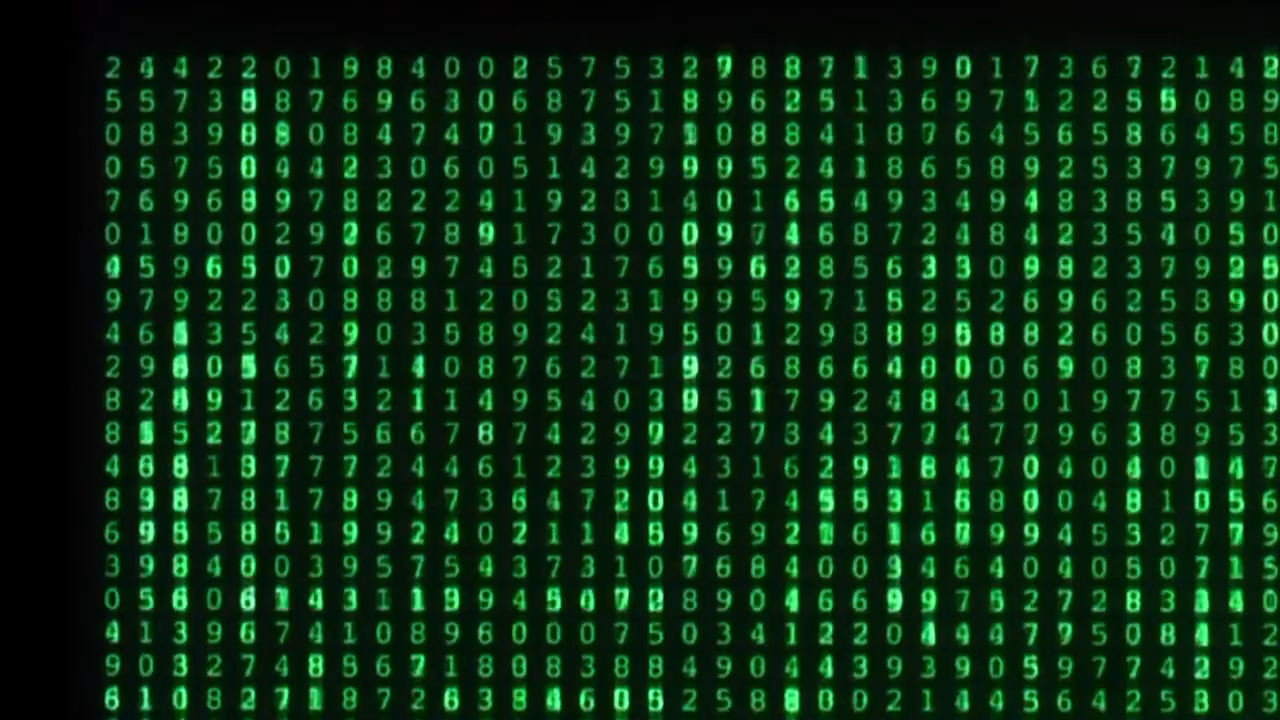 2 4 4 2 2 0 1 9 8 4 0 0 2 5 7 5 3 2 7 8 8 7 1 3 9 0 1 7 3 6 7 2 1 4 2
5 5 7 3 8 8 7 6 9 6 3 0 6 8 7 5 1 8 9 6 2 5 1 3 6 9 7 1 2 2 5 5 0 8 9
0 8 3 9 8 8 0 8 4 7 4 7 1 9 3 9 7 1 0 8 8 4 1 8 7 6 4 5 6 5 8 6 4 5 8
0 5 7 5 0 4 4 2 3 0 6 0 5 1 4 2 9 9 9 5 2 4 1 8 6 5 8 9 2 5 3 7 9 7 5
7 6 9 6 8 9 7 8 2 2 2 4 1 9 2 3 1 4 0 1 6 5 4 9 3 4 9 4 8 3 8 5 3 9 1
0 1 8 0 0 2 9 2 6 7 8 9 1 7 3 0 0 0 9 7 4 6 8 7 2 4 8 4 2 3 5 4 0 5 0
4 5 9 6 5 0 7 0 8 9 7 4 5 2 1 7 6 5 9 6 2 8 5 6 3 3 0 9 8 2 3 7 9 2 5
9 7 9 2 2 3 0 8 8 8 1 2 0 5 2 3 1 9 9 5 9 7 1 5 2 5 2 6 9 6 2 5 3 9 0
4 6 3 5 4 2 9 0 3 5 8 9 2 4 1 9 5 0 1 2 9 3 8 9 6 8 8 2 6 0 5 6 3 0
2 9 8 0 5 6 5 7 1 4 0 8 7 6 2 7 1 9 2 6 8 6 6 4 0 0 0 6 9 0 8 3 7 8 0
8 2 8 9 1 2 6 3 2 1 1 4 9 5 4 0 3 8 5 1 7 9 2 4 8 4 3 0 1 9 7 7 5 1 3
8 5 2 7 8 7 5 6 6 7 8 7 4 2 9 7 2 2 7 3 4 3 7 7 4 7 7 9 6 3 8 9 5 3
4 6 8 1 3 7 7 7 2 4 4 6 1 2 3 9 9 4 3 1 6 2 9 1 8 4 7 0 4 0 4 0 1 4 7
8 9 8 7 8 1 7 8 9 4 7 3 6 4 7 2 0 4 1 7 4 5 5 3 1 6 8 0 0 4 8 1 0 5 6
6 9 8 5 8 6 1 9 9 2 4 0 2 1 1 4 8 9 6 9 2 6 1 6 7 9 9 4 5 3 2 7 7 9
3 9 8 4 0 0 3 9 5 7 5 4 3 7 3 1 0 7 6 8 4 0 0 3 4 6 4 0 4 0 5 0 7 1 5
0 5 6 0 6 1 4 3 1 1 9 9 4 5 7 2 8 9 0 4 6 6 9 9 7 5 2 7 2 8 3 4 0
4 1 3 9 6 7 4 1 0 8 9 6 0 0 0 7 5 0 3 4 1 2 2 0 4 4 4 7 7 5 0 8 4 1 2
9 0 3 2 7 4 8 5 6 7 1 8 0 8 3 8 8 4 9 0 4 4 3 9 3 9 0 5 9 7 7 4 2 9 2
6 1 0 8 2 7 1 8 7 2 6 3 8 4 6 0 5 2 5 8 8 0 0 2 1 4 4 5 6 4 2 5 3 0 3